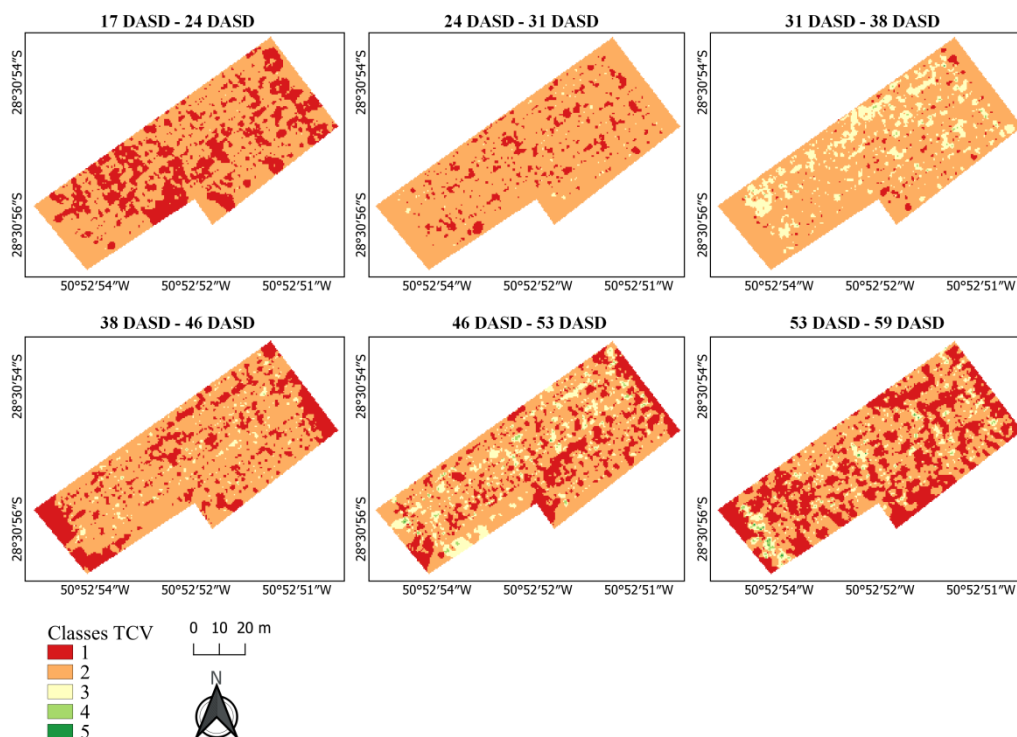 17 DASD - 24 DASD
24 DASD - 31 DASD
31 DASD - 38 DASD
28°30′54″S
28°30′56″S
28°30′54″S
28°30′56″S
28°30′54″S
28°30′56″S
50°52′54″W 50°52′52″W 50°52′51″W
50°52′54″W 50°52′52″W 50°52′51″W
50°52′54″W 50°52′52″W 50°52′51″W
38 DASD - 46 DASD
46 DASD - 53 DASD
53 DASD - 59 DASD
28°30′54″S
28°30′56″S
28°30′54″S
28°30′56″S
28°30′54″S
28°30′56″S
50°52′54″W 50°52′52″W 50°52′51″W
50°52′54″W 50°52′52″W 50°52′51″W
50°52′54″W 50°52′52″W 50°52′51″W
Classes TCV
1
2
3
4
5
0 10 20 m
N